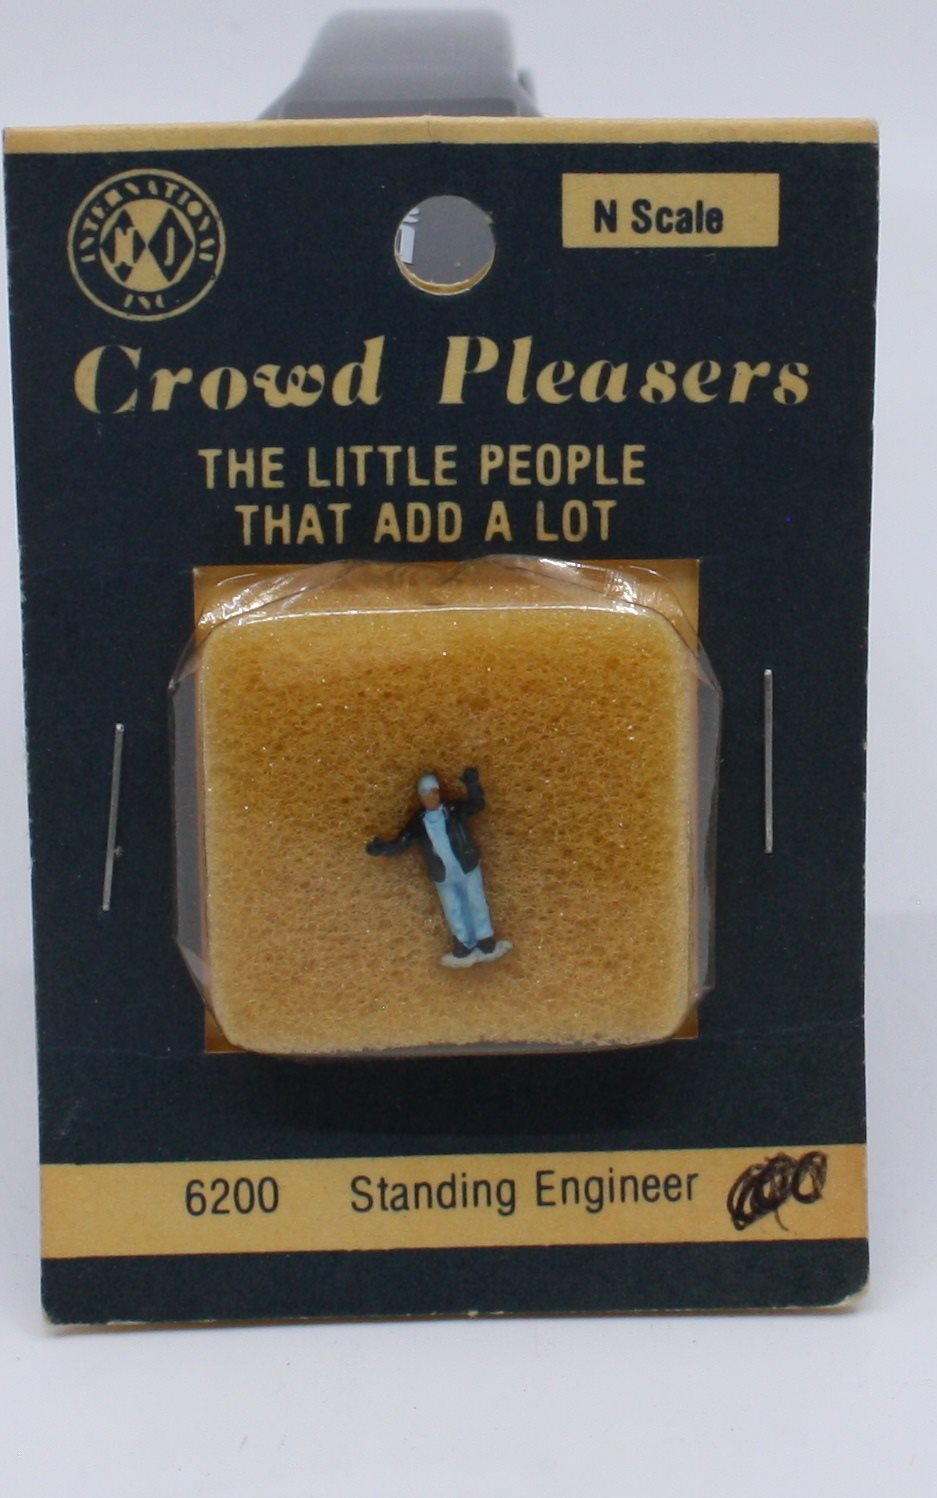 INTERNATIONAL
M J
INC.
N Scale
Crowd Pleasers
THE LITTLE PEOPLE
THAT ADD A LOT
6200 Standing Engineer